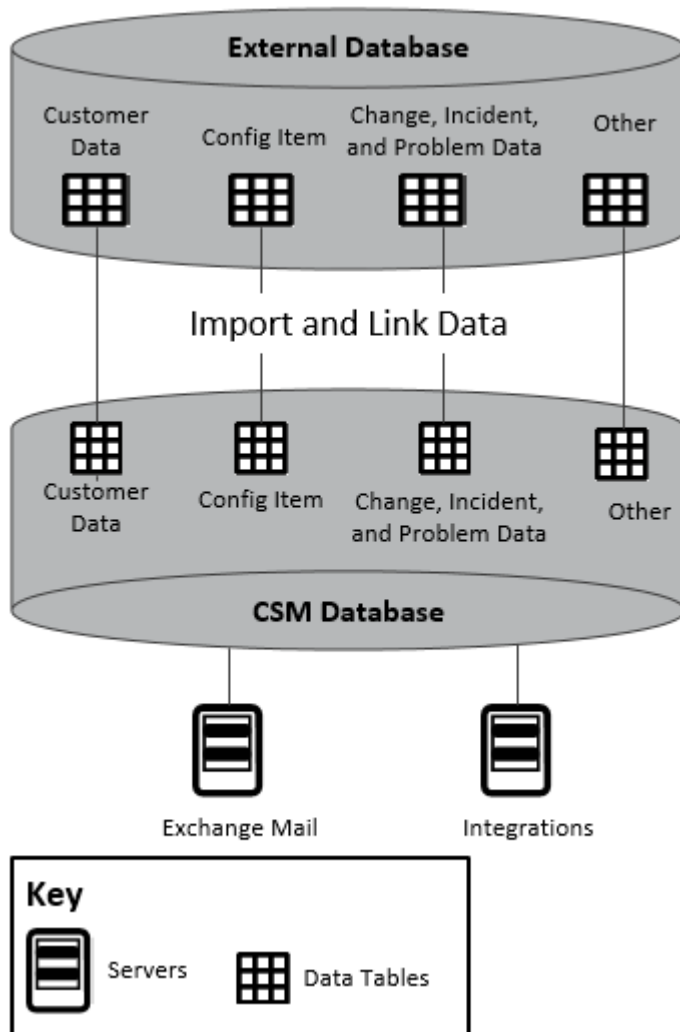 External Database
Customer
Data
Config Item
Change, Incident,
and Problem Data
Other
Import and Link Data
Customer
Data
Config Item
Change, Incident,
and Problem Data
Other
CSM Database
Exchange Mail
Integrations
Key
Servers
Data Tables